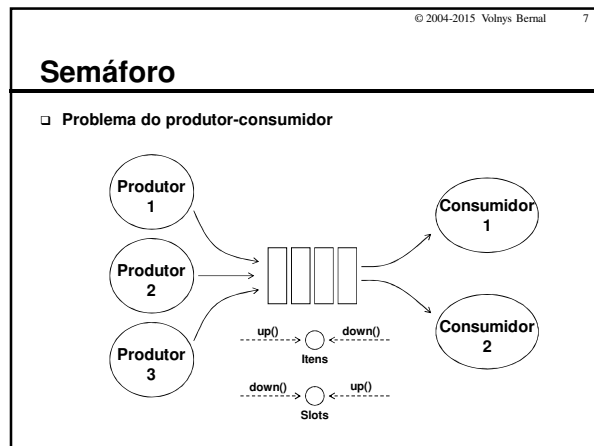 © 2004-2015 Volnys Bernal 7
Semáforo
❑ Problema do produtor-consumidor
Produtor
1
Produtor
2
Produtor
3
Consumidor
1
Consumidor
2
up()
down()
Itens
down()
up()
Slots